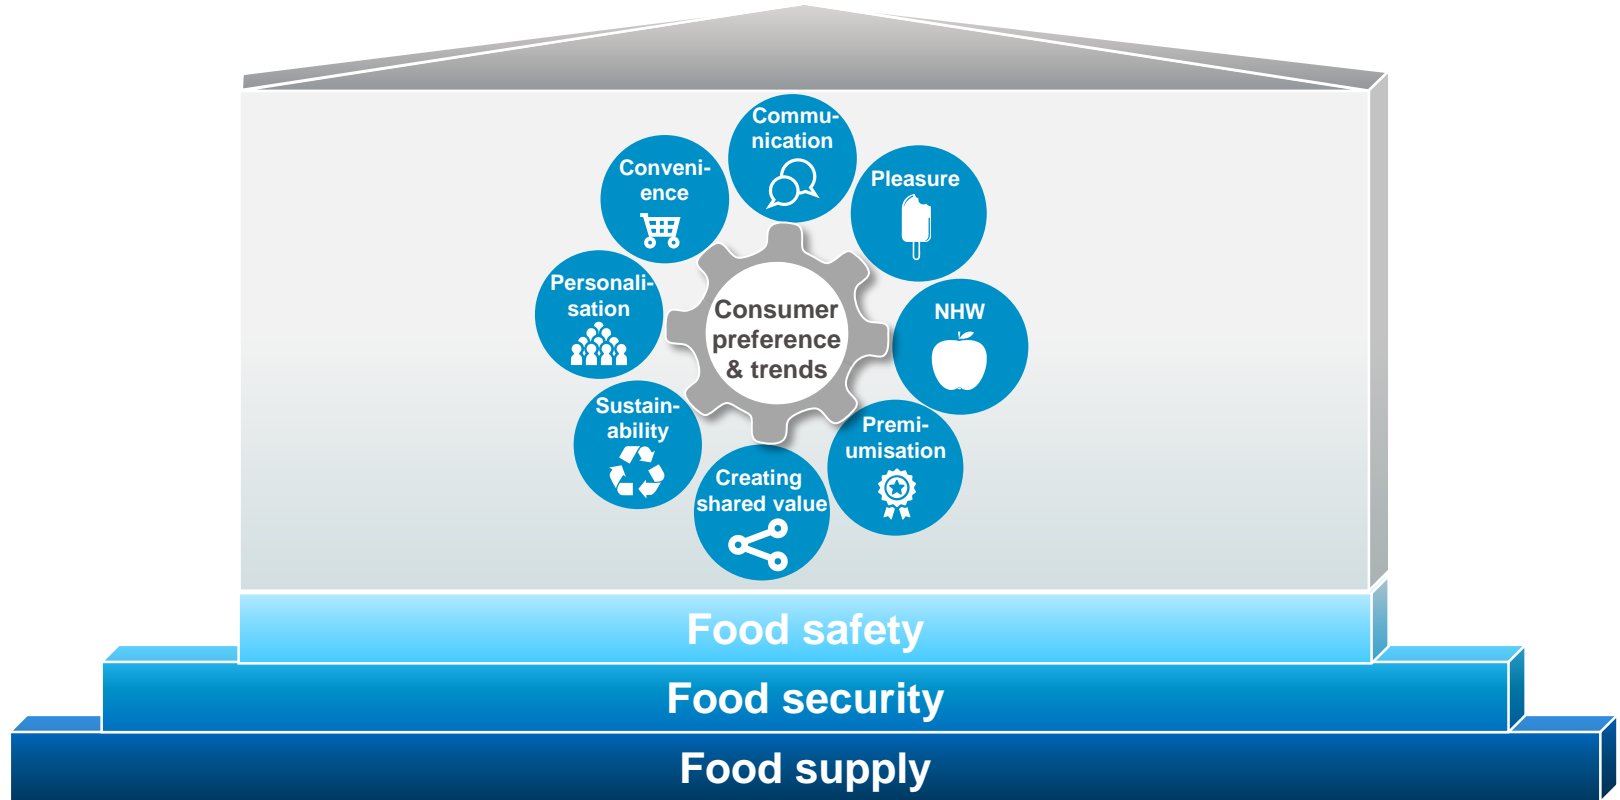 Commu-
nication
Conveni-
ence
Pleasure
Personali-
sation
NHW
Consumer
preference
& trends
Sustain-
ability
Premi-
umisation
Creating
shared value
Food safety
Food security
Food supply